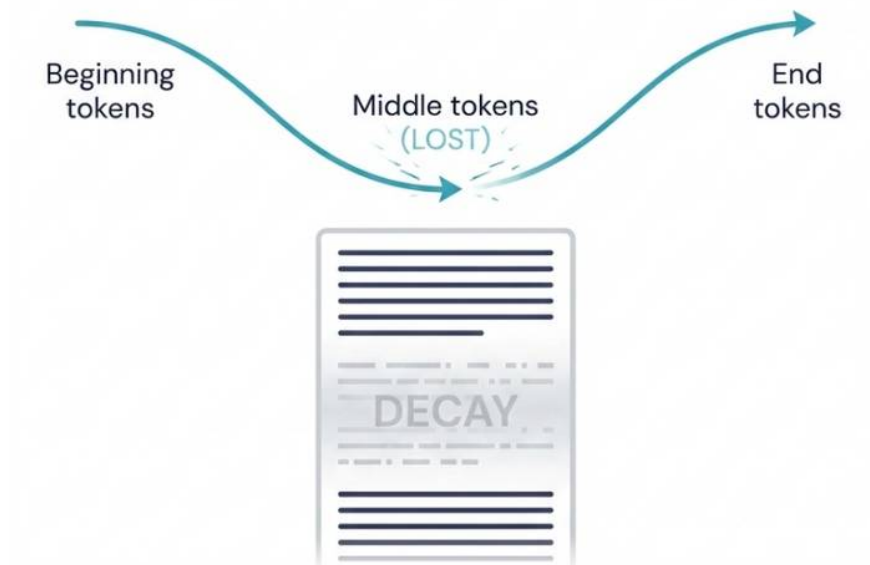 Beginning
tokens
Middle tokens
(LOST)
End
tokens
DECAY